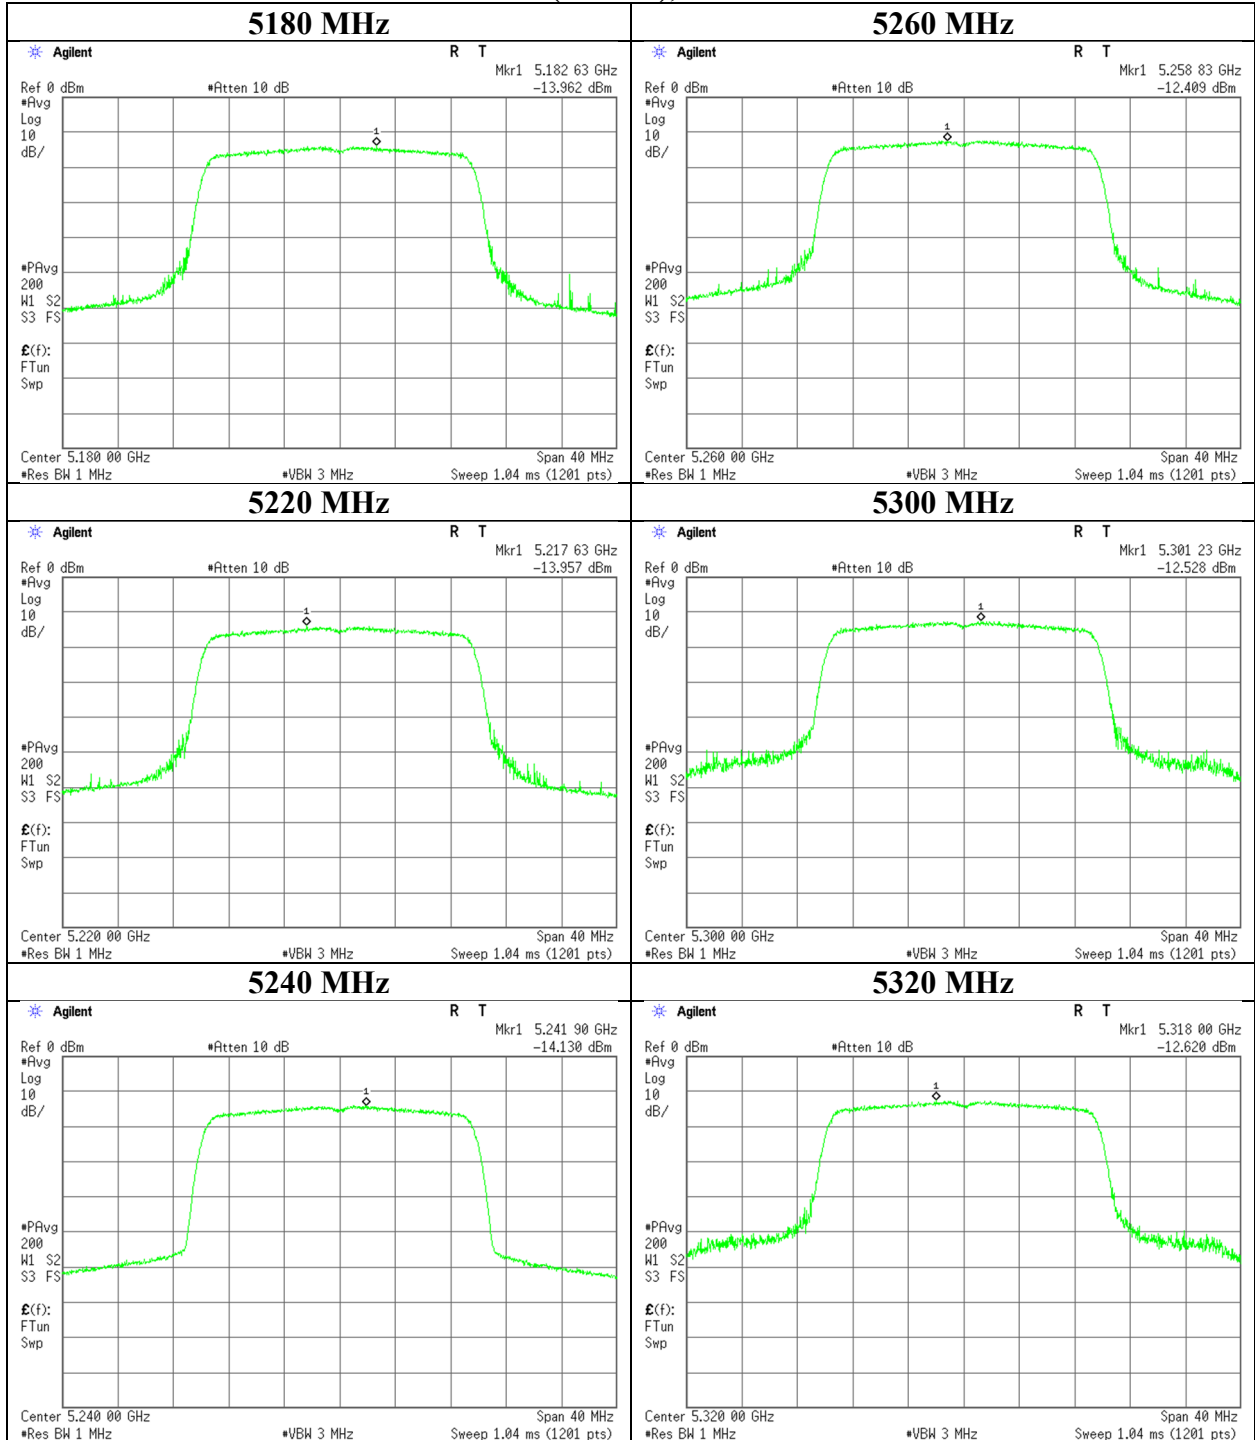 5180 MHz
Agilent R T
Mkr1 5.182 63 GHz
Ref 0 dBm #Atten 10 dB -13.962 dBm
#Avg
Log
10
dB/
1
#PAvg
200
W1 S2
S3 FS
£(f):
FTun
Swp
Center 5.180 00 GHz Span 40 MHz
#Res BW 1 MHz #VBW 3 MHz Sweep 1.04 ms (1201 pts)
5260 MHz
Agilent R T
Mkr1 5.258 83 GHz
Ref 0 dBm #Atten 10 dB -12.409 dBm
#Avg
Log
10
dB/
1
#PAvg
200
W1 S2
S3 FS
£(f):
FTun
Swp
Center 5.260 00 GHz Span 40 MHz
#Res BW 1 MHz #VBW 3 MHz Sweep 1.04 ms (1201 pts)
5220 MHz
Agilent R T
Mkr1 5.217 63 GHz
Ref 0 dBm #Atten 10 dB -13.957 dBm
#Avg
Log
10
dB/
1
#PAvg
200
W1 S2
S3 FS
£(f):
FTun
Swp
Center 5.220 00 GHz Span 40 MHz
#Res BW 1 MHz #VBW 3 MHz Sweep 1.04 ms (1201 pts)
5300 MHz
Agilent R T
Mkr1 5.301 23 GHz
Ref 0 dBm #Atten 10 dB -12.528 dBm
#Avg
Log
10
dB/
1
#PAvg
200
W1 S2
S3 FS
£(f):
FTun
Swp
Center 5.300 00 GHz Span 40 MHz
#Res BW 1 MHz #VBW 3 MHz Sweep 1.04 ms (1201 pts)
5240 MHz
Agilent R T
Mkr1 5.241 90 GHz
Ref 0 dBm #Atten 10 dB -14.130 dBm
#Avg
Log
10
dB/
1
#PAvg
200
W1 S2
S3 FS
£(f):
FTun
Swp
Center 5.240 00 GHz Span 40 MHz
#Res BW 1 MHz #VBW 3 MHz Sweep 1.04 ms (1201 pts)
5320 MHz
Agilent R T
Mkr1 5.318 00 GHz
Ref 0 dBm #Atten 10 dB -12.620 dBm
#Avg
Log
10
dB/
1
#PAvg
200
W1 S2
S3 FS
£(f):
FTun
Swp
Center 5.320 00 GHz Span 40 MHz
#Res BW 1 MHz #VBW 3 MHz Sweep 1.04 ms (1201 pts)